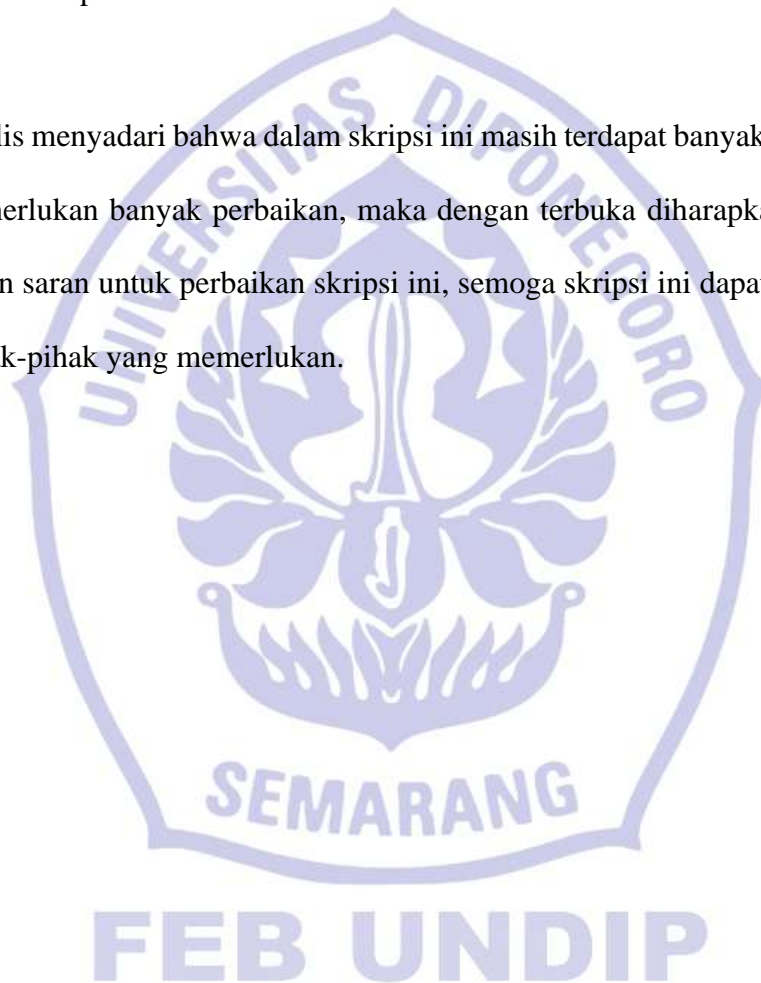 lis menyadari bahwa dalam skripsi ini masih terdapat banyak
erlukan banyak perbaikan, maka dengan terbuka diharapka
n saran untuk perbaikan skripsi ini, semoga skripsi ini dapat
k-pihak yang memerlukan.
UNIVERSITAS DIPONEGORO
SEMARANG
FEB UNDIP